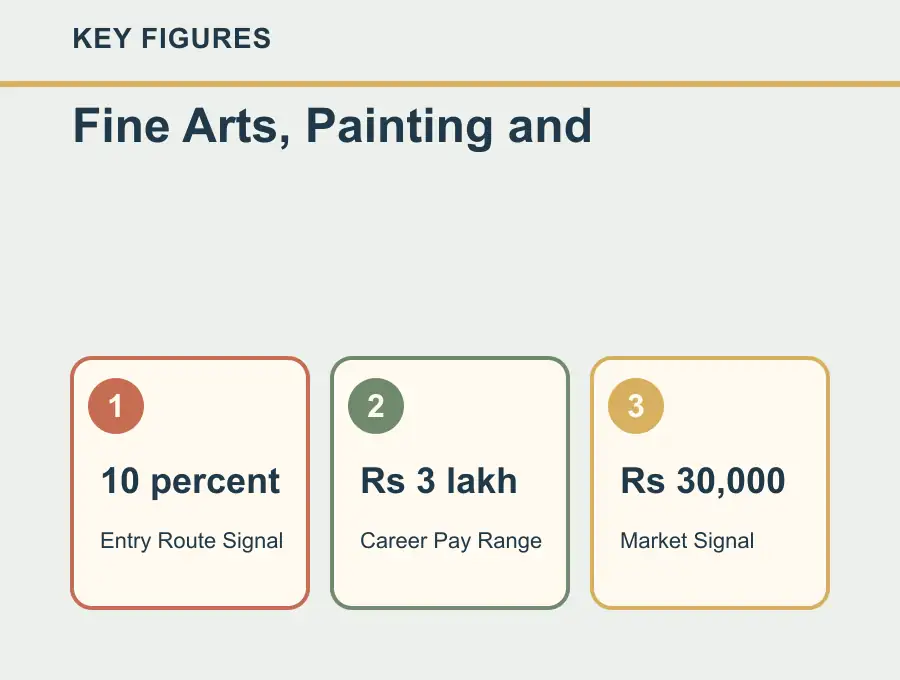 KEY FIGURES
Fine Arts, Painting and
1
10 percent
Entry Route Signal
2
Rs 3 lakh
Career Pay Range
3
Rs 30,000
Market Signal